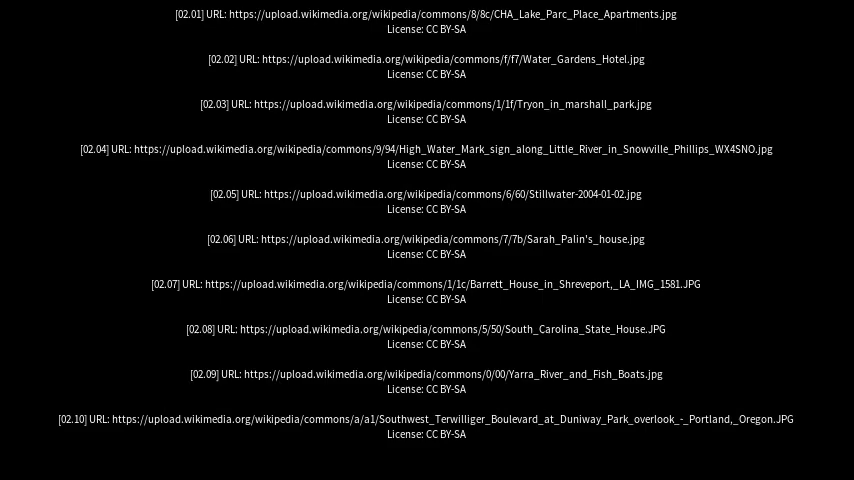 [02.01] URL: https://upload.wikimedia.org/wikipedia/commons/8/8c/CHA_Lake_Parc_Place_Apartments.jpg
License: CC BY-SA
[02.02] URL: https://upload.wikimedia.org/wikipedia/commons/f/f7/Water_Gardens_Hotel.jpg
License: CC BY-SA
[02.03] URL: https://upload.wikimedia.org/wikipedia/commons/1/1f/Tryon_in_marshall_park.jpg
License: CC BY-SA
[02.04] URL: https://upload.wikimedia.org/wikipedia/commons/9/94/High_Water_Mark_sign_along_Little_River_in_Snowville_Phillips_WX4SNO.jpg
License: CC BY-SA
[02.05] URL: https://upload.wikimedia.org/wikipedia/commons/6/60/Stillwater-2004-01-02.jpg
License: CC BY-SA
[02.06] URL: https://upload.wikimedia.org/wikipedia/commons/7/7b/Sarah_Palin's_house.jpg
License: CC BY-SA
[02.07] URL: https://upload.wikimedia.org/wikipedia/commons/1/1c/Barrett_House_in_Shreveport,_LA_IMG_1581.JPG
License: CC BY-SA
[02.08] URL: https://upload.wikimedia.org/wikipedia/commons/5/50/South_Carolina_State_House.JPG
License: CC BY-SA
[02.09] URL: https://upload.wikimedia.org/wikipedia/commons/0/00/Yarra_River_and_Fish_Boats.jpg
License: CC BY-SA
[02.10] URL: https://upload.wikimedia.org/wikipedia/commons/a/a1/Southwest_Terwilliger_Boulevard_at_Duniway_Park_overlook_-_Portland,_Oregon.JPG
License: CC BY-SA